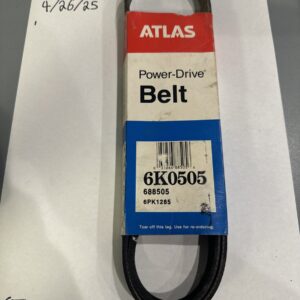 4/26/25
ATLAS
Power-Drive®
Belt
6K0505
688505
6PK1285
Tear off this tag. Use for re-ordering.